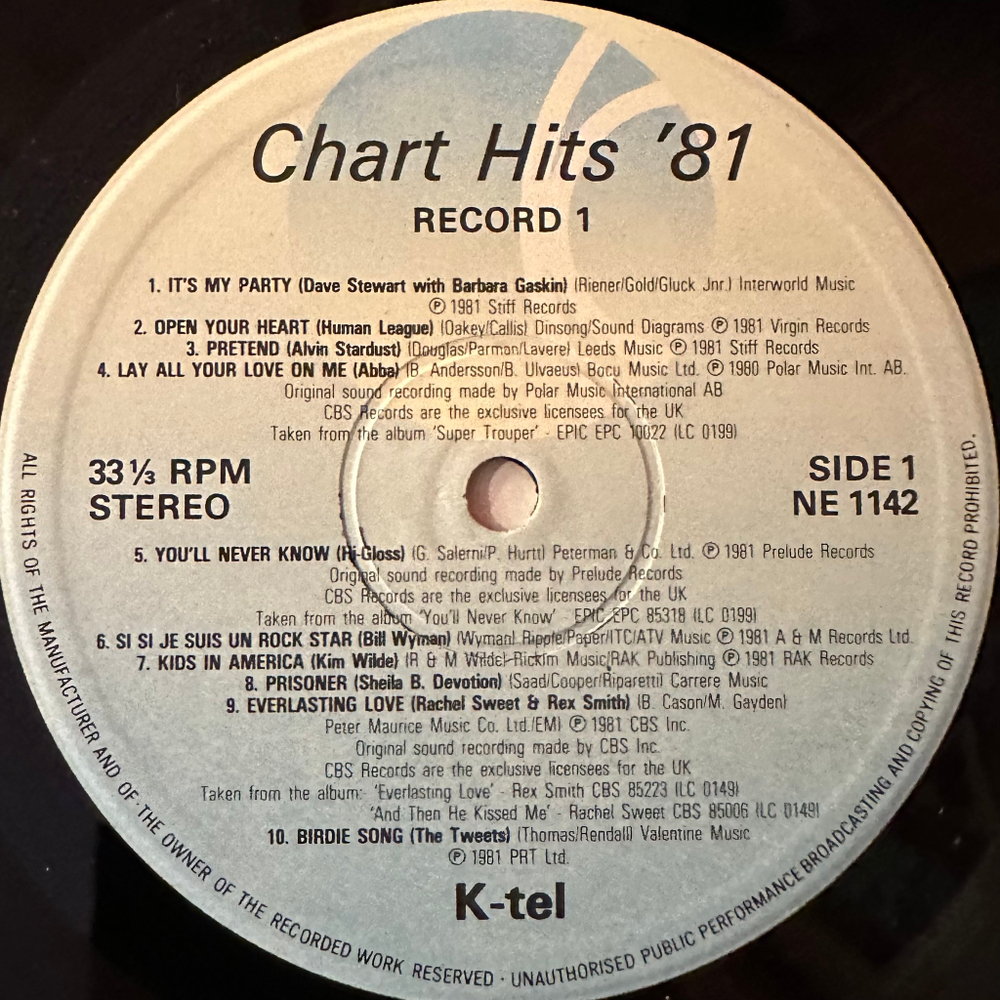 Chart Hits '81
RECORD 1
1. IT'S MY PARTY (Dave Stewart with Barbara Gaskin) (Riener/Gold/Gluck Jnr.) Interworld Music
℗ 1981 Stiff Records
2. OPEN YOUR HEART (Human League) (Oakey/Callis) Dinsong/Sound Diagrams ℗ 1981 Virgin Records
3. PRETEND (Alvin Stardust) (Douglas/Parman/Lavere) Leeds Music ℗ 1981 Stiff Records
4. LAY ALL YOUR LOVE ON ME (Abba) (B. Andersson/B. Ulvaeus) Bocu Music Ltd. ℗ 1980 Polar Music Int. AB.
Original sound recording made by Polar Music International AB
CBS Records are the exclusive licensees for the UK
Taken from the album 'Super Trouper' - EPIC EPC 10022 (LC 0199)
33⅓ RPM
STEREO
SIDE 1
NE 1142
5. YOU'LL NEVER KNOW (Hi-Gloss) (G. Salerni/P. Hurtt) Peterman & Co. Ltd. ℗ 1981 Prelude Records
Original sound recording made by Prelude Records
CBS Records are the exclusive licensees for the UK
Taken from the album 'You'll Never Know' - EPIC EPC 85318 (LC 0199)
6. SI SI JE SUIS UN ROCK STAR (Bill Wyman) (Wyman) Ripple/Paper/ITC/ATV Music ℗ 1981 A & M Records Ltd.
7. KIDS IN AMERICA (Kim Wilde) (R & M Wilde) Rickim Music/RAK Publishing ℗ 1981 RAK Records
8. PRISONER (Sheila B. Devotion) (Saad/Cooper/Riparetti) Carrere Music
9. EVERLASTING LOVE (Rachel Sweet & Rex Smith) (B. Cason/M. Gayden)
Peter Maurice Music Co. Ltd./EMI ℗ 1981 CBS Inc.
Original sound recording made by CBS Inc.
CBS Records are the exclusive licensees for the UK
Taken from the album:- 'Everlasting Love' - Rex Smith CBS 85223 (LC 0149)
'And Then He Kissed Me' - Rachel Sweet CBS 85006 (LC 0149)
10. BIRDIE SONG (The Tweets) (Thomas/Rendall) Valentine Music
℗ 1981 PRT Ltd.
K-tel
ALL RIGHTS OF THE MANUFACTURER AND OF THE OWNER OF THE RECORDED WORK RESERVED · UNAUTHORISED PUBLIC PERFORMANCE BROADCASTING AND COPYING OF THIS RECORD PROHIBITED.